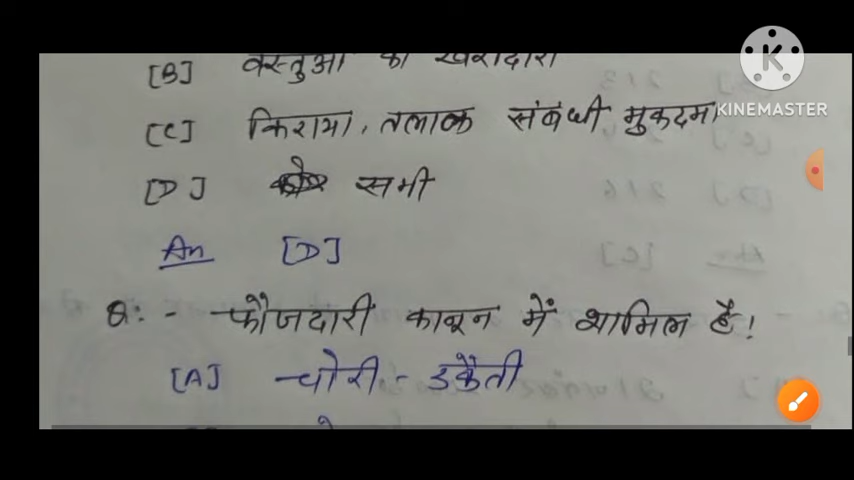 [B] वस्तुओं की खरीदारी
KINEMASTER
[C] किराया, तलाक संबंधी मुकदमा
[D] सभी
An [D]
Q: - फौजदारी कानून में शामिल है!
[A] चोरी - डकैती